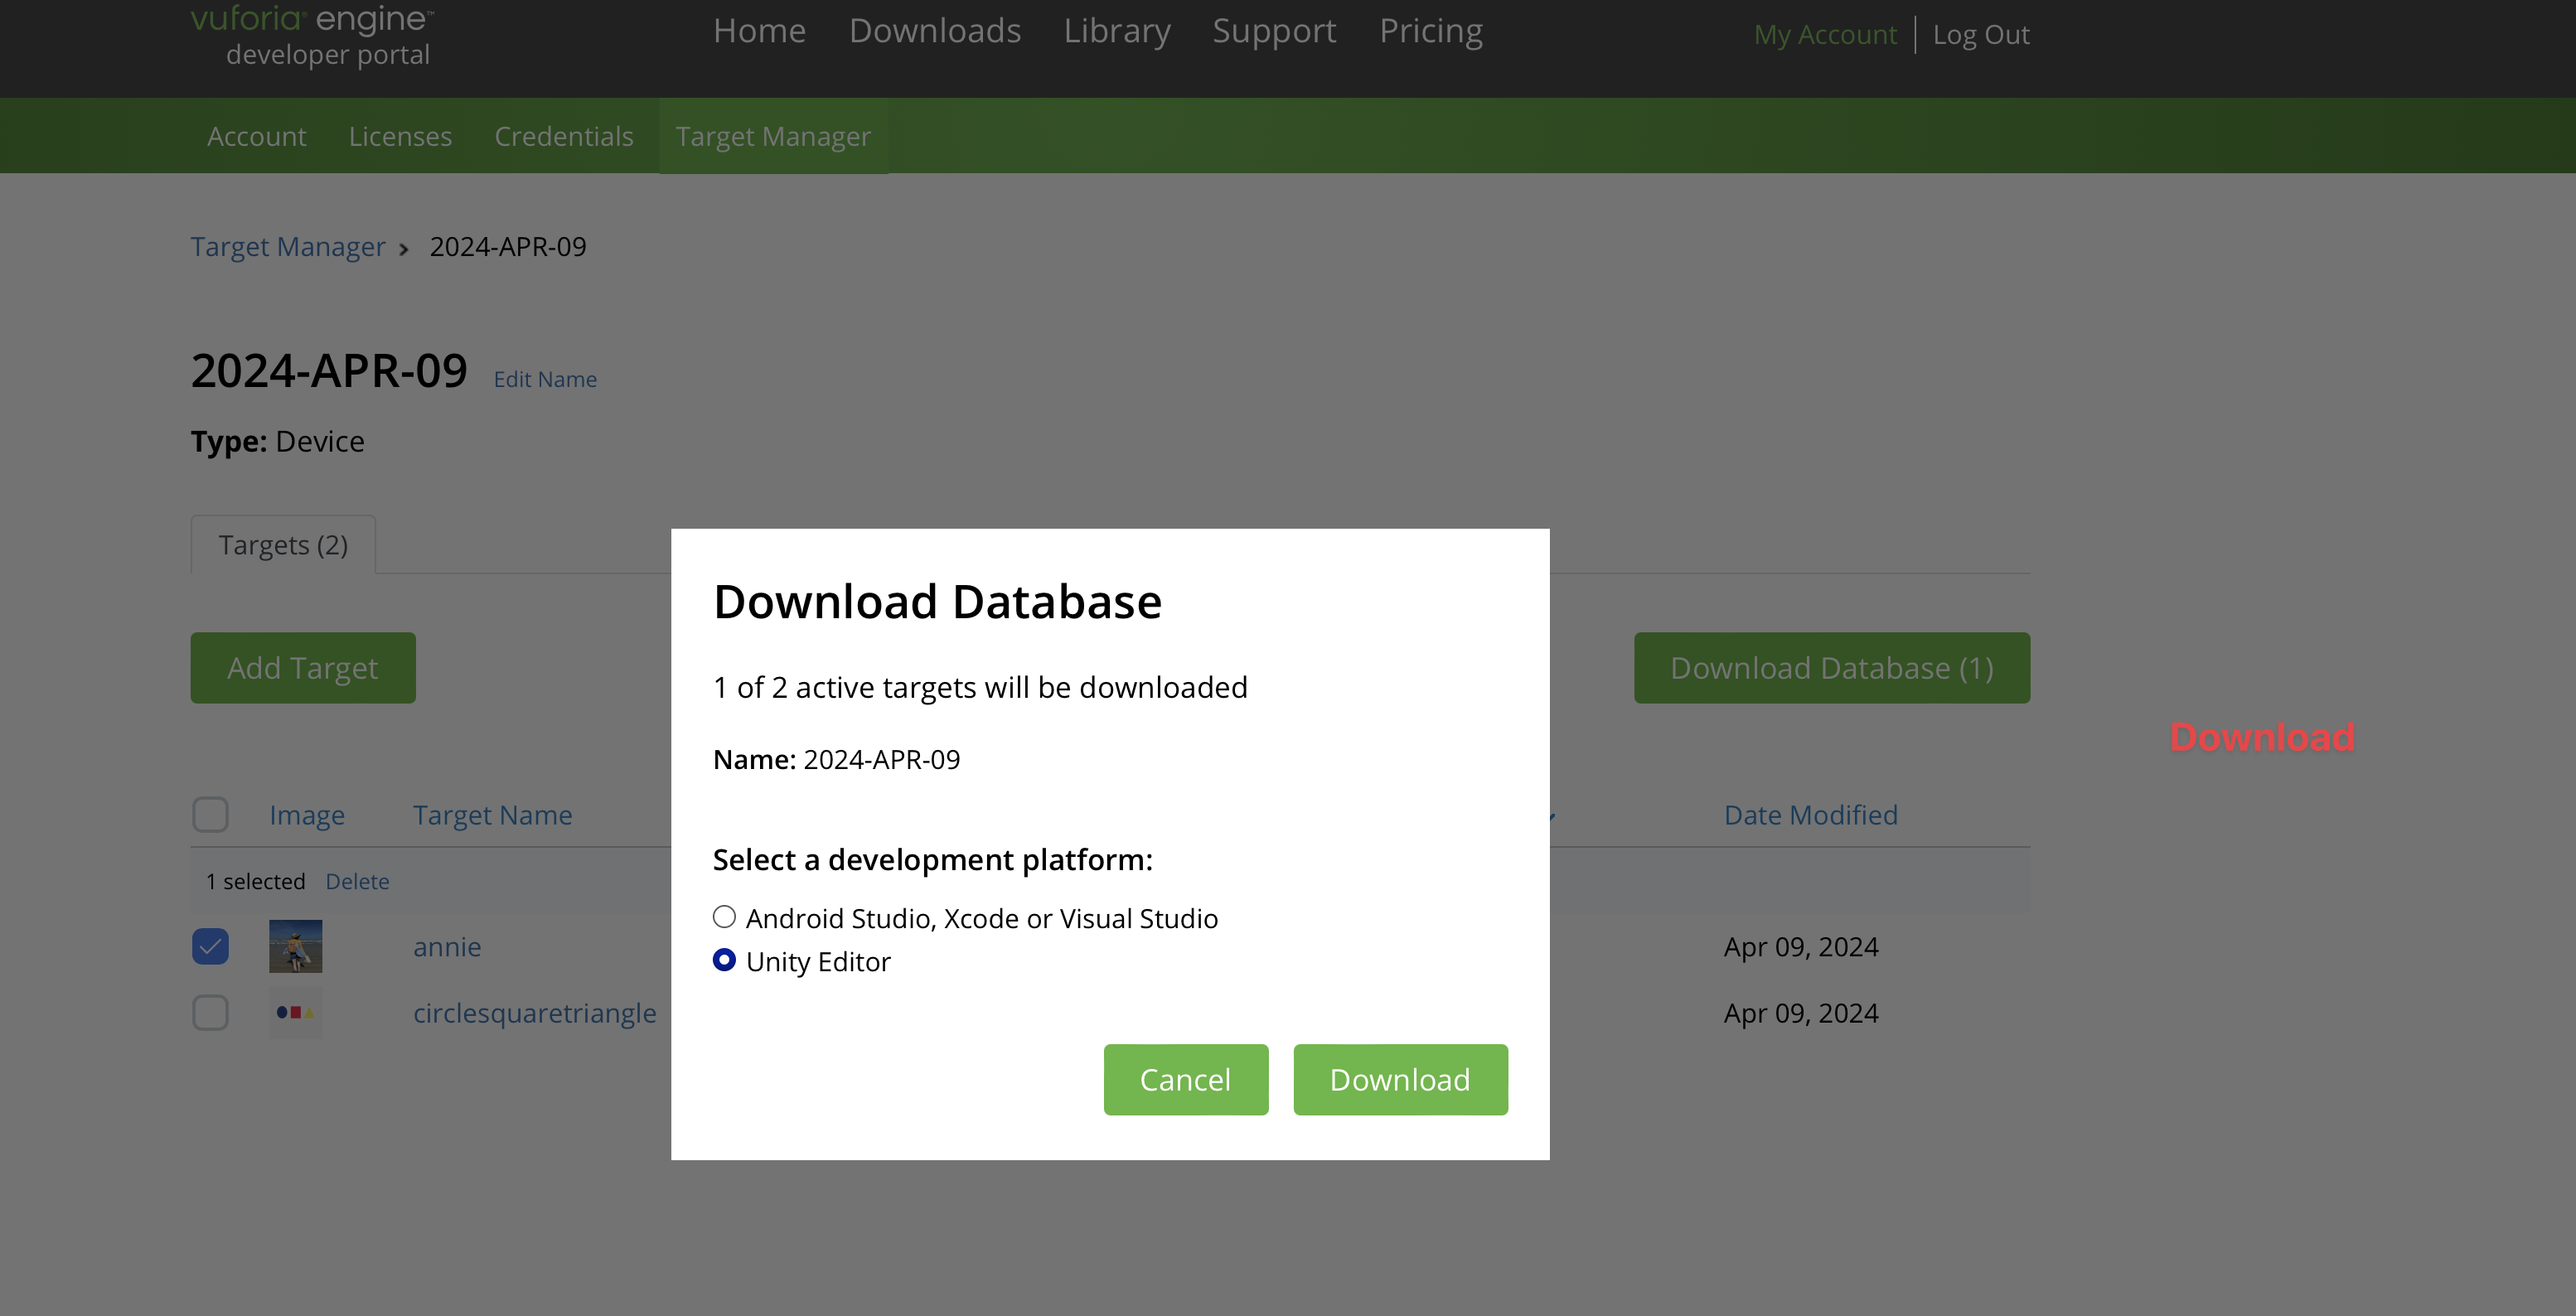 vuforia® engine™
developer portal
Home Downloads Library Support Pricing
My Account | Log Out
Account Licenses Credentials Target Manager
Target Manager > 2024-APR-09
2024-APR-09 Edit Name
Type: Device
Targets (2)
Add Target
Download Database (1)
Download
Image Target Name
Date Modified
1 selected Delete
annie
Apr 09, 2024
circlesquaretriangle
Apr 09, 2024
Download Database
1 of 2 active targets will be downloaded
Name: 2024-APR-09
Select a development platform:
Android Studio, Xcode or Visual Studio
Unity Editor
Cancel Download